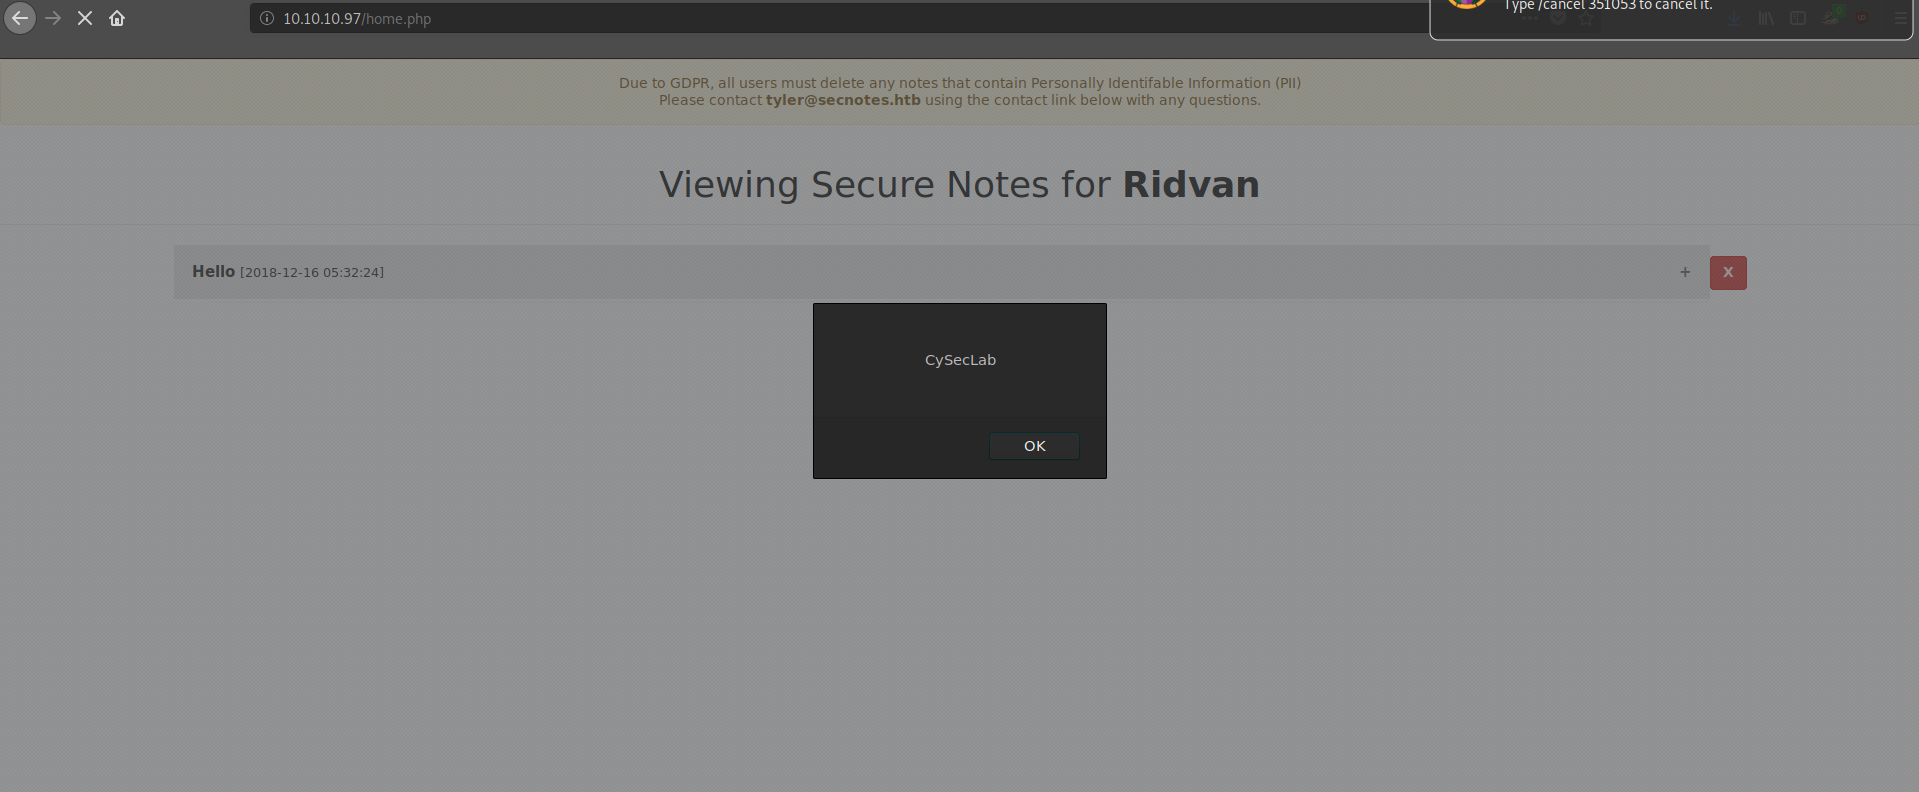 Type /cancel 351053 to cancel it.
10.10.10.97/home.php
Due to GDPR, all users must delete any notes that contain Personally Identifable Information (PII)
Please contact tyler@secnotes.htb using the contact link below with any questions.
Viewing Secure Notes for Ridvan
Hello [2018-12-16 05:32:24]
+ X
CySecLab
OK